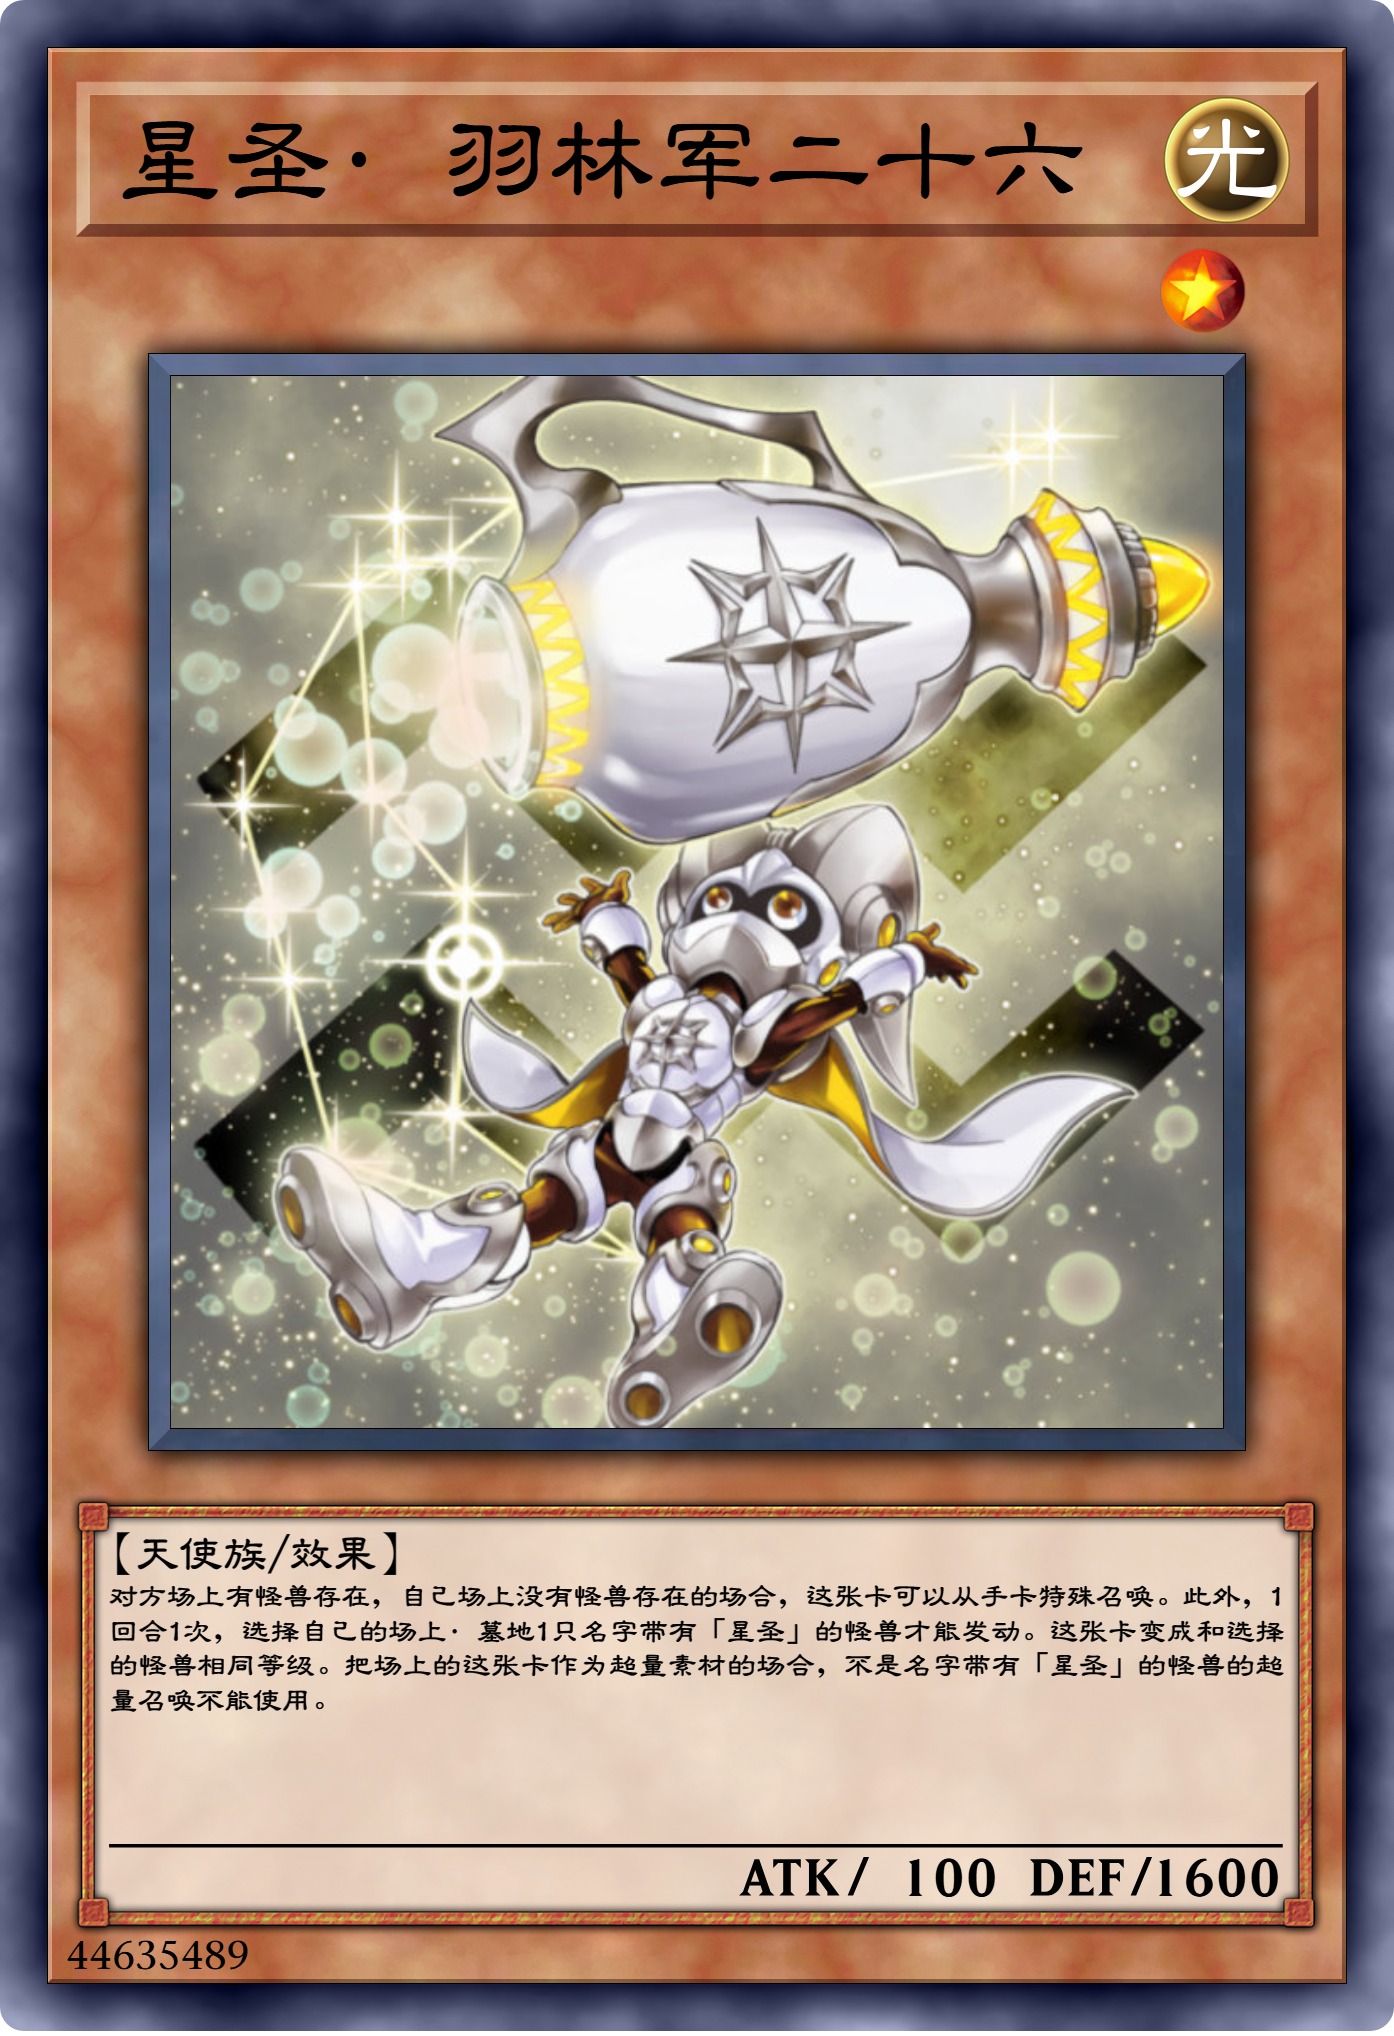 星圣·羽林军二十六
光
【天使族/效果】
对方场上有怪兽存在，自己场上没有怪兽存在的场合，这张卡可以从手卡特殊召唤。此外，1
回合1次，选择自己的场上·墓地1只名字带有「星圣」的怪兽才能发动。这张卡变成和选择
的怪兽相同等级。把场上的这张卡作为超量素材的场合，不是名字带有「星圣」的怪兽的超
量召唤不能使用。
ATK/ 100 DEF/1600
44635489